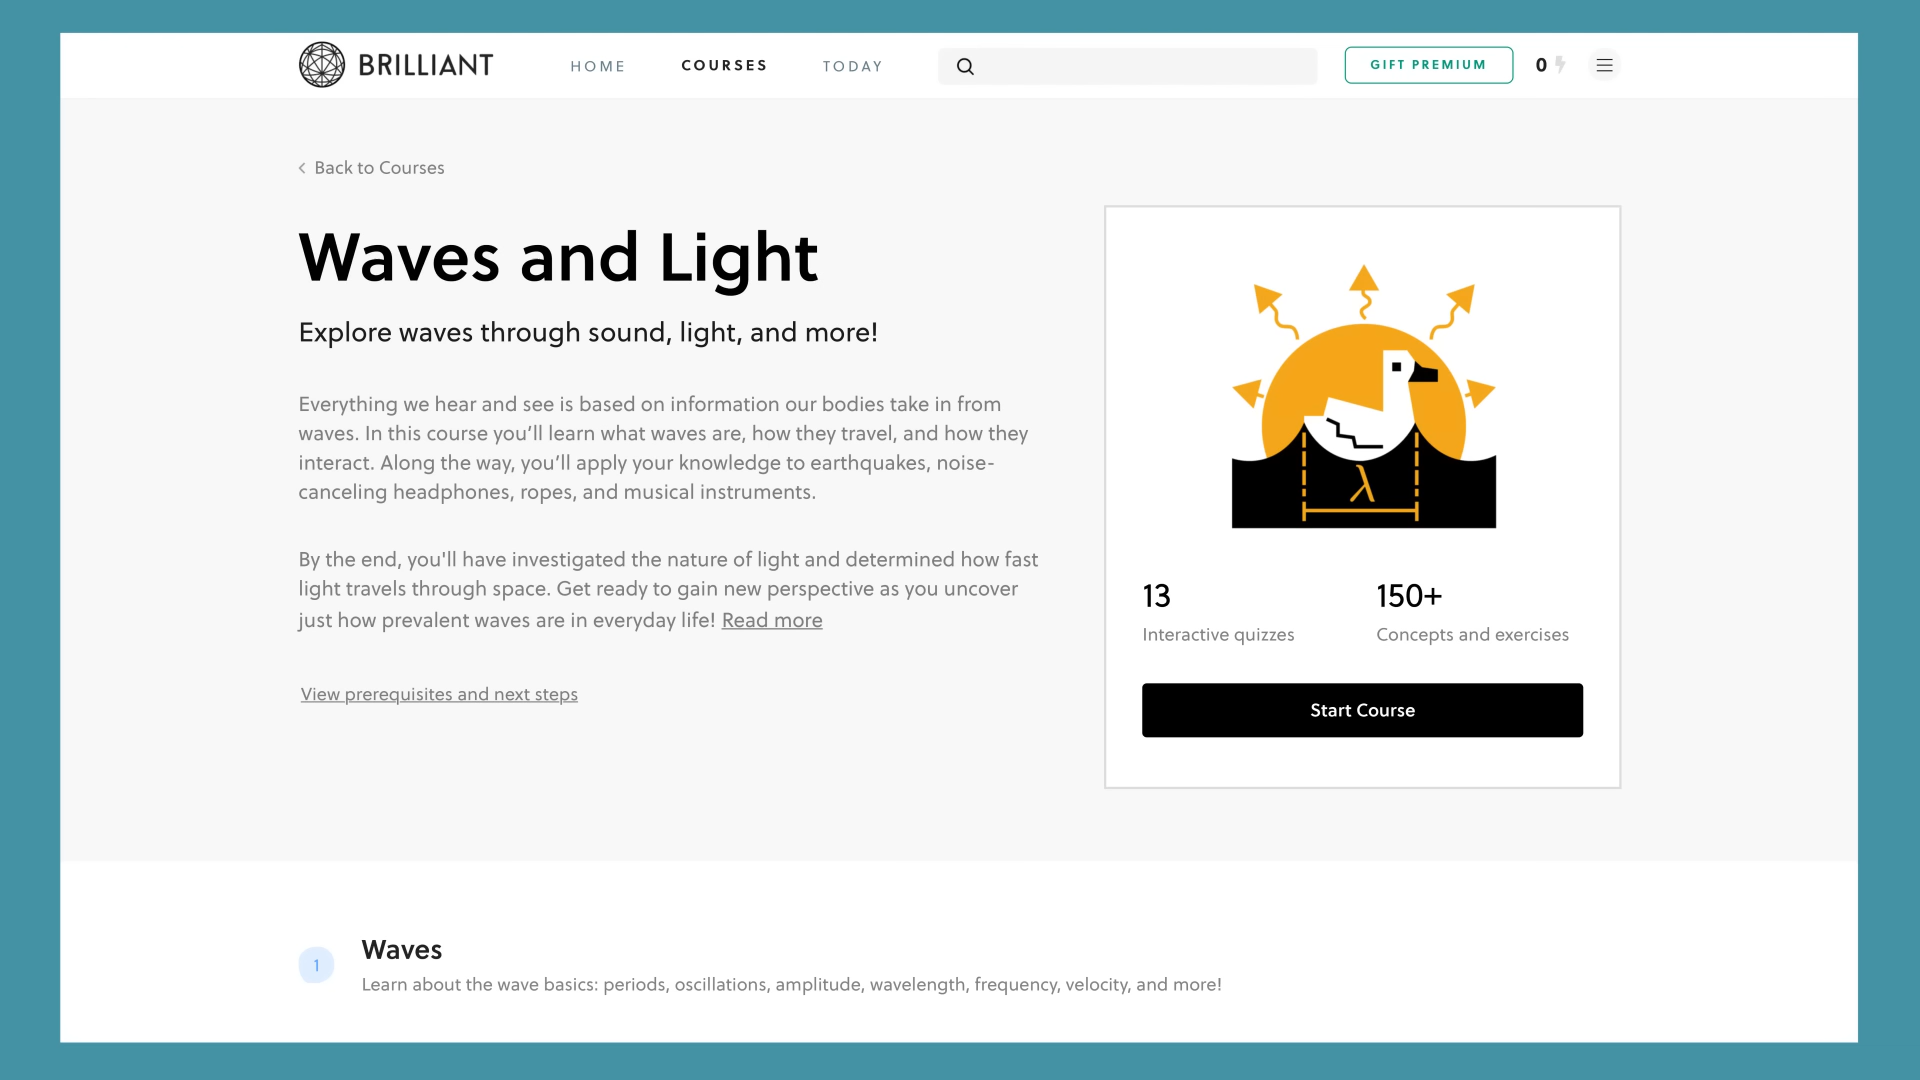 BRILLIANT
HOME COURSES TODAY
GIFT PREMIUM
0
Back to Courses
Waves and Light
Explore waves through sound, light, and more!
Everything we hear and see is based on information our bodies take in from
waves. In this course you’ll learn what waves are, how they travel, and how they
interact. Along the way, you’ll apply your knowledge to earthquakes, noise-
canceling headphones, ropes, and musical instruments.
By the end, you'll have investigated the nature of light and determined how fast
light travels through space. Get ready to gain new perspective as you uncover
just how prevalent waves are in everyday life! Read more
View prerequisites and next steps
λ
13
Interactive quizzes
150+
Concepts and exercises
Start Course
1
Waves
Learn about the wave basics: periods, oscillations, amplitude, wavelength, frequency, velocity, and more!